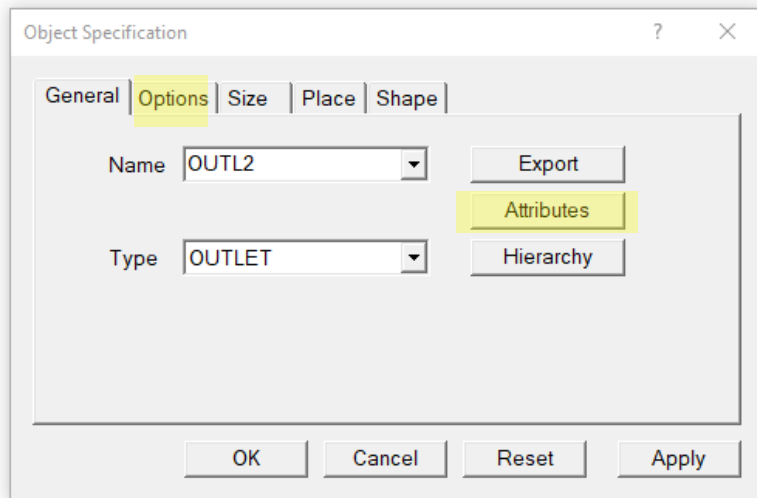 Object Specification ?
General Options Size Place Shape
Name OUTL2 Export
Attributes
Type OUTLET Hierarchy
OK Cancel Reset Apply